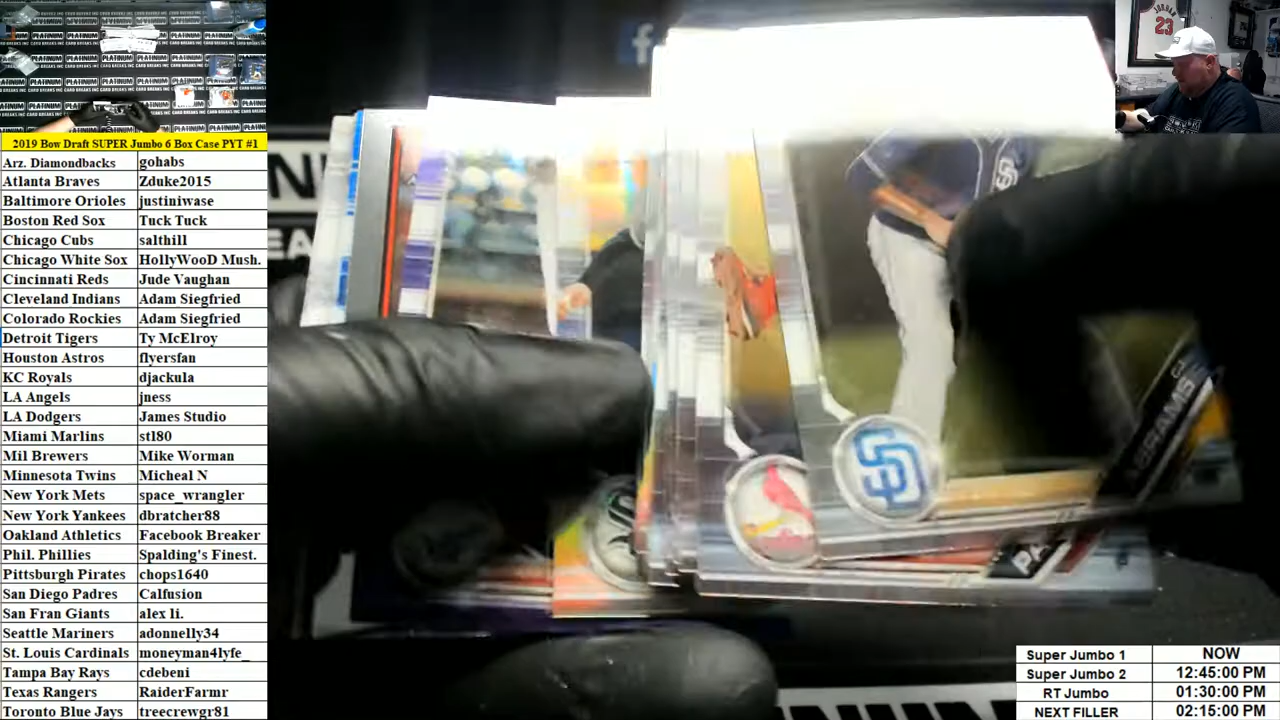 2019 Bow Draft SUPER Jumbo 6 Box Case PYT #1
Arz. Diamondbacks gohabs
Atlanta Braves Zduke2015
Baltimore Orioles justiniwase
Boston Red Sox Tuck Tuck
Chicago Cubs salthill
Chicago White Sox HollyWooD Mush.
Cincinnati Reds Jude Vaughan
Cleveland Indians Adam Siegfried
Colorado Rockies Adam Siegfried
Detroit Tigers Ty McElroy
Houston Astros flyersfan
KC Royals djackula
LA Angels jness
LA Dodgers James Studio
Miami Marlins stl80
Mil Brewers Mike Worman
Minnesota Twins Micheal N
New York Mets space_wrangler
New York Yankees dbratcher88
Oakland Athletics Facebook Breaker
Phil. Phillies Spalding's Finest.
Pittsburgh Pirates chops1640
San Diego Padres Calfusion
San Fran Giants alex li.
Seattle Mariners adonnelly34
St. Louis Cardinals moneyman4lyfe_
Tampa Bay Rays cdebeni
Texas Rangers RaiderFarmr
Toronto Blue Jays treecrewgr81
PLATINUM
CARD BREAKS INC
JORDAN
23
SD
ABRAMS
Super Jumbo 1 NOW
Super Jumbo 2 12:45:00 PM
RT Jumbo 01:30:00 PM
NEXT FILLER 02:15:00 PM